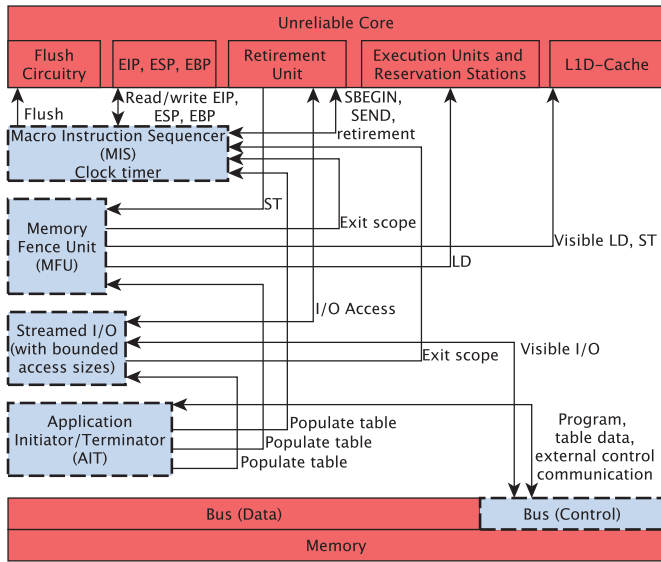 Unreliable Core
Flush
Circuitry
EIP, ESP, EBP
Retirement
Unit
Execution Units and
Reservation Stations
L1D-Cache
Flush
Read/write EIP,
ESP, EBP
SBEGIN,
SEND,
retirement
Macro Instruction Sequencer
(MIS)
Clock timer
ST
Exit scope
Memory
Fence Unit
(MFU)
Visible LD, ST
LD
I/O Access
Streamed I/O
(with bounded
access sizes)
Visible I/O
Exit scope
Application
Initiator/Terminator
(AIT)
Populate table
Populate table
Populate table
Program,
table data,
external control
communication
Bus (Data)
Bus (Control)
Memory